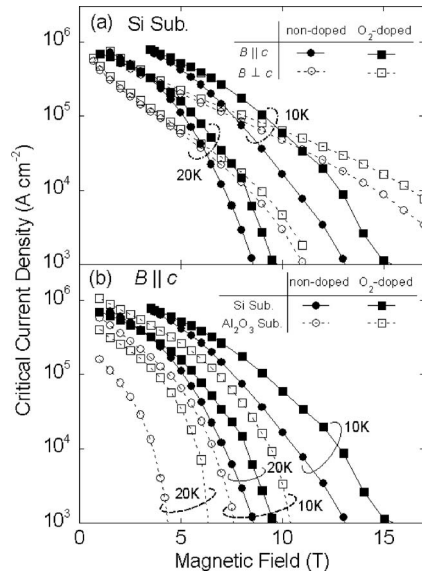 (a) Si Sub.
non-doped O2-doped
B || c
B ⊥ c
10K
20K
10^6
10^5
10^4
10^3
(b) B || c
non-doped O2-doped
Si Sub.
Al2O3 Sub.
10K
20K
20K
10K
10^6
10^5
10^4
10^3
0 5 10 15
Critical Current Density (A cm-2)
Magnetic Field (T)